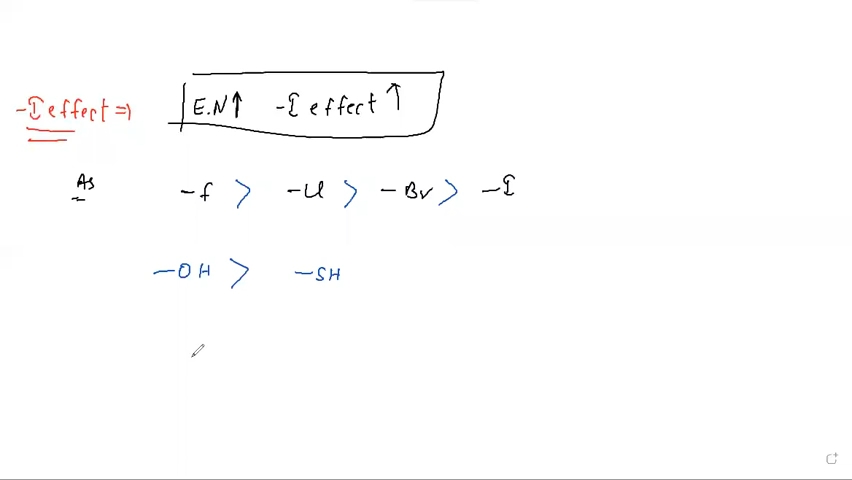 -I effect ⇒ E.N↑ -I effect ↑
As -F > -Cl > -Br > -I
-OH > -SH